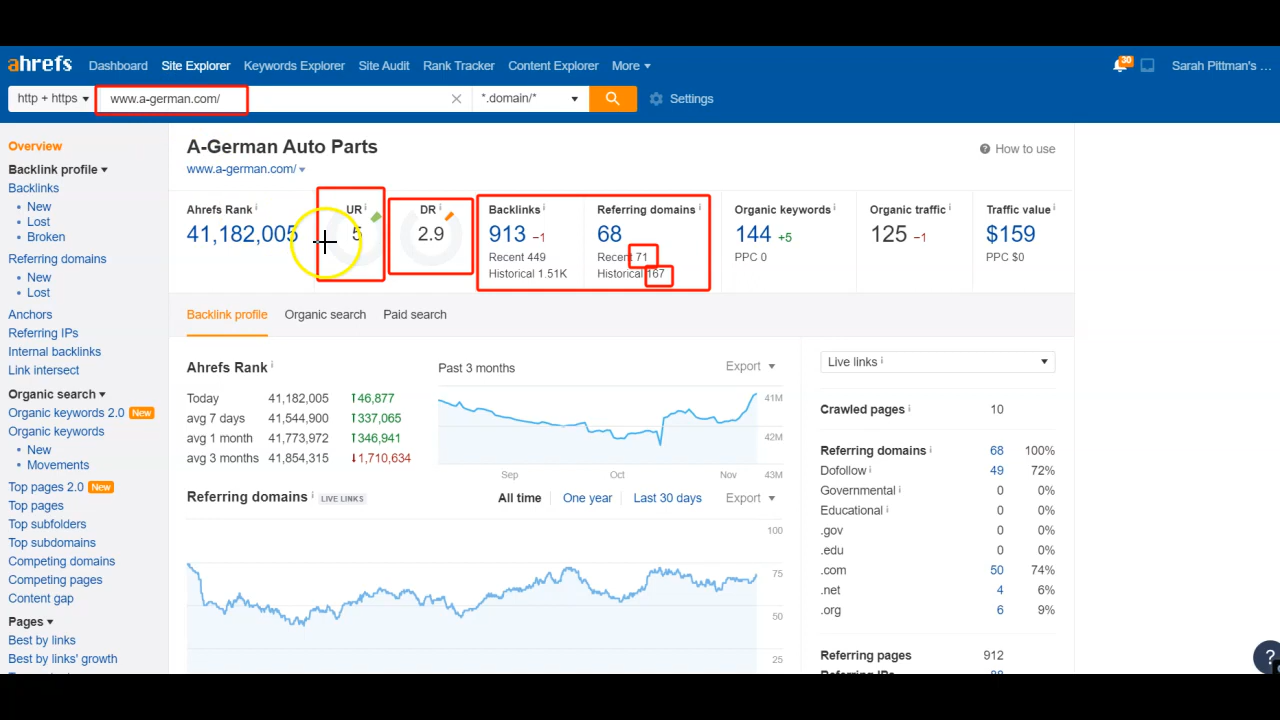 ahrefs Dashboard Site Explorer Keywords Explorer Site Audit Rank Tracker Content Explorer More 30 Sarah Pittman's ...
http + https www.a-german.com/ *.domain/* Settings
Overview
Backlink profile
Backlinks
New
Lost
Broken
Referring domains
New
Lost
Anchors
Referring IPs
Internal backlinks
Link intersect
Organic search
Organic keywords 2.0 New
Organic keywords
New
Movements
Top pages 2.0 New
Top pages
Top subfolders
Top subdomains
Competing domains
Competing pages
Content gap
Pages
Best by links
Best by links' growth
A-German Auto Parts
How to use
www.a-german.com/
Ahrefs Rank
41,182,005
UR
5
DR
2.9
Backlinks
913 −1
Recent 449
Historical 1.51K
Referring domains
68
Recent 71
Historical 167
Organic keywords
144 +5
PPC 0
Organic traffic
125 −1
Traffic value
$159
PPC $0
Backlink profile Organic search Paid search
Ahrefs Rank
Today 41,182,005 46,877
avg 7 days 41,544,900 337,065
avg 1 month 41,773,972 346,941
avg 3 months 41,854,315 1,710,634
Past 3 months Export
41M
42M
43M
Sep Oct Nov
Referring domains LIVE LINKS All time One year Last 30 days Export
100
75
50
25
Live links
Crawled pages 10
Referring domains 68 100%
Dofollow 49 72%
Governmental 0 0%
Educational 0 0%
.gov 0 0%
.edu 0 0%
.com 50 74%
.net 4 6%
.org 6 9%
Referring pages 912
?